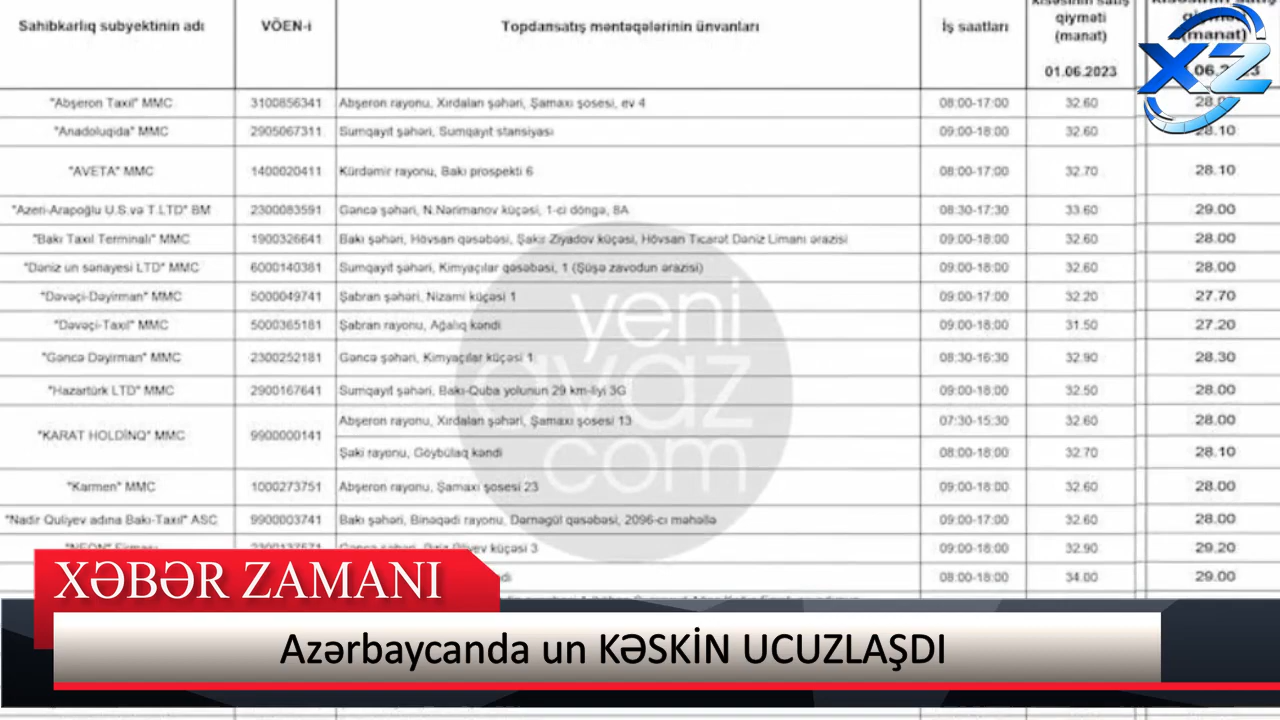 Sahibkarlıq subyektinin adı VÖEN-i Topdansatış məntəqələrinin ünvanları İş saatları qiyməti (manat) 01.06.2023 (manat)
"Abşeron Taxıl" MMC 3100856341 Abşeron rayonu, Xırdalan şəhəri, Şamaxı şosesi, ev 4 08:00-17:00 32.60
"Anadoluqida" MMC 2905067311 Sumqayıt şəhəri, Sumqayıt stansiyası 09:00-18:00 32.60 28.10
"AVETA" MMC 1400020411 Kürdəmir rayonu, Bakı prospekti 6 08:00-17:00 32.70 28.10
"Azeri-Arapoğlu U.S.və T.LTD" BM 2300083591 Gəncə şəhəri, N.Nərimanov küçəsi, 1-ci döngə, 8A 08:30-17:30 33.60 29.00
"Bakı Taxıl Terminalı" MMC 1900326641 Bakı şəhəri, Hövsan qəsəbəsi, Şakir Ziyadov küçəsi, Hövsan Ticarət Dəniz Limanı ərazisi 09:00-18:00 32.60 28.00
"Dəniz un sənayesi LTD" MMC 6000140381 Sumqayıt şəhəri, Kimyaçılar qəsəbəsi, 1 (Şüşə zavodun ərazisi) 09:00-18:00 32.60 28.00
"Dəvəçi-Dəyirman" MMC 5000049741 Şabran şəhəri, Nizami küçəsi 1 09:00-17:00 32.20 27.70
"Dəvəçi-Taxıl" MMC 5000365181 Şabran rayonu, Ağalıq kəndi 09:00-18:00 31.50 27.20
"Gəncə Dəyirman" MMC 2300252181 Gəncə şəhəri, Kimyaçılar küçəsi 1 08:30-16:30 32.90 28.30
"Hazartürk LTD" MMC 2900167641 Sumqayıt şəhəri, Bakı-Quba yolunun 29 km-liyi 3G 09:00-18:00 32.50 28.00
"KARAT HOLDİNQ" MMC 9900000141 Abşeron rayonu, Xırdalan şəhəri, Şamaxı şosesi 13 07:30-15:30 32.60 28.00
Şəki rayonu, Göybulaq kəndi 08:00-18:00 32.70 28.10
"Karmen" MMC 1000273751 Abşeron rayonu, Şamaxı şosesi 23 09:00-18:00 32.60 28.00
"Nadir Quliyev adına Bakı-Taxıl" ASC 9900003741 Bakı şəhəri, Binəqədi rayonu, Dərnəgül qəsəbəsi, 2096-cı məhəllə 09:00-17:00 32.60 28.00
küçəsi 3 09:00-18:00 32.90 29.20
08:00-18:00 34.00 29.00
yeni
avaz
com
XZ
XƏBƏR ZAMANI
Azərbaycanda un KƏSKİN UCUZLAŞDI